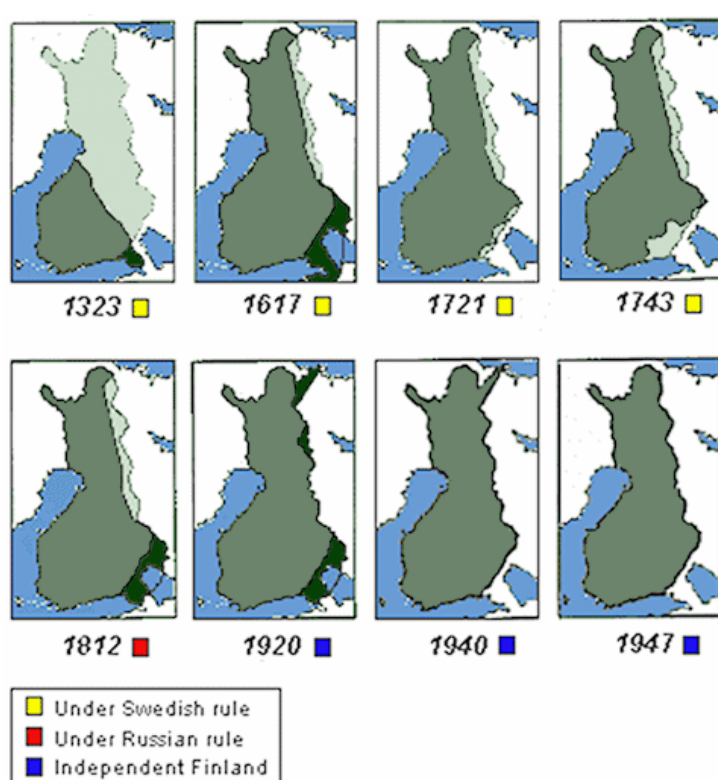 1323
1617
1721
1743
1812
1920
1940
1947
Under Swedish rule
Under Russian rule
Independent Finland